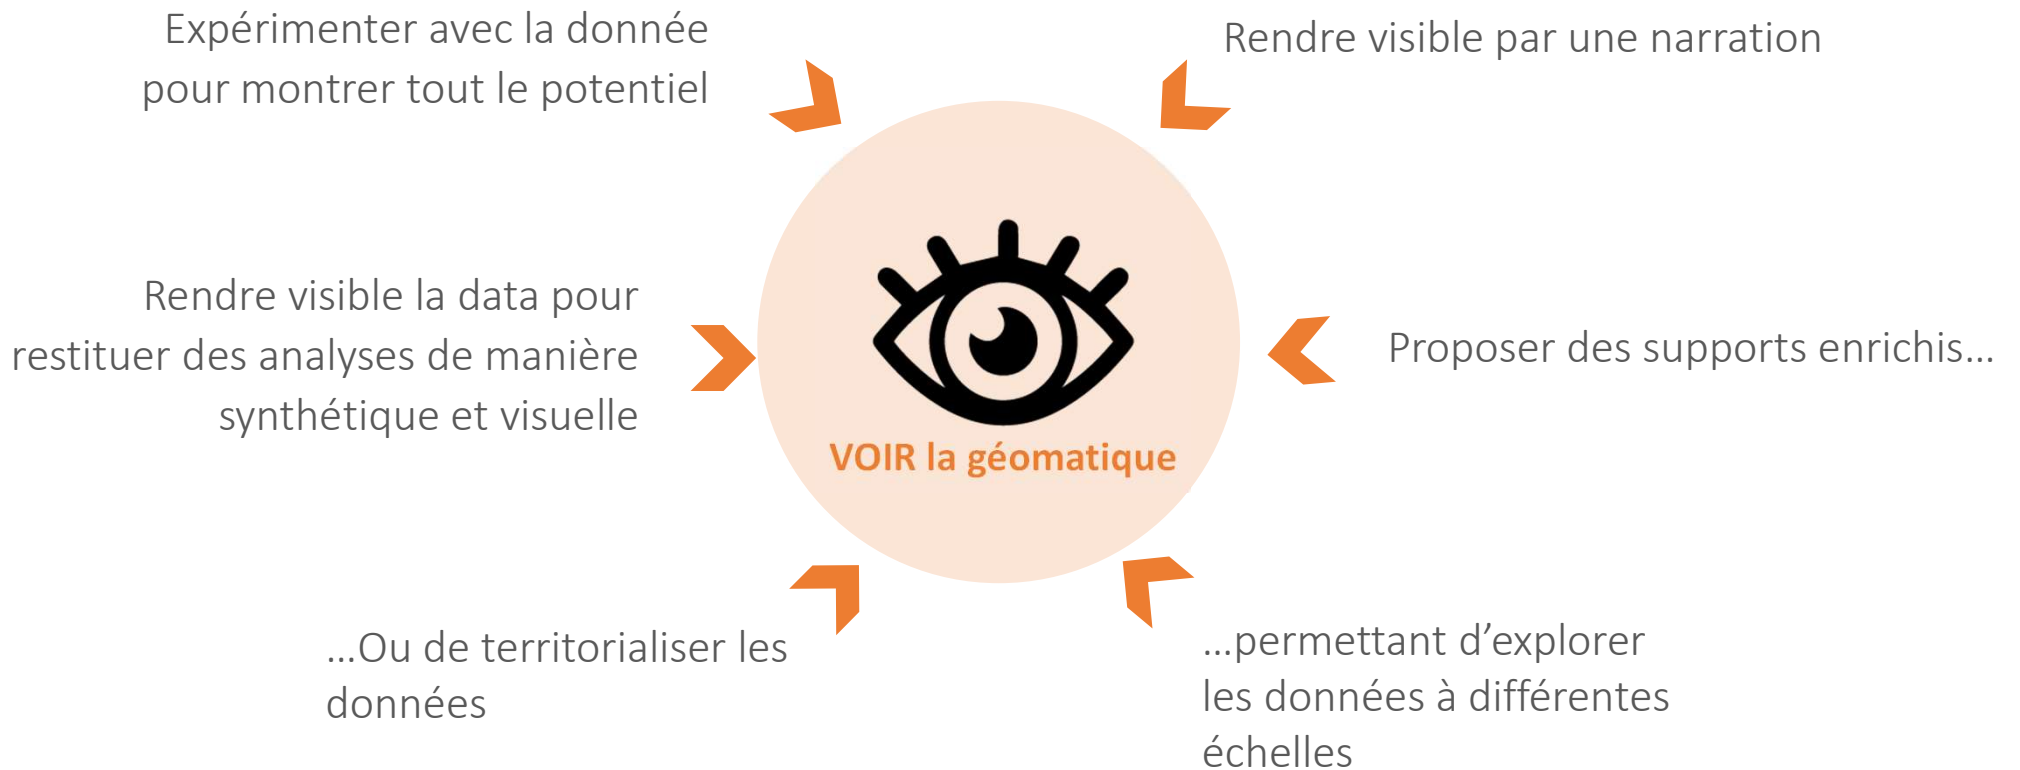 Expérimenter avec la donnée
pour montrer tout le potentiel
Rendre visible par une narration
Rendre visible la data pour
restituer des analyses de manière
synthétique et visuelle
Proposer des supports enrichis…
VOIR la géomatique
…Ou de territorialiser les
données
…permettant d’explorer
les données à différentes
échelles